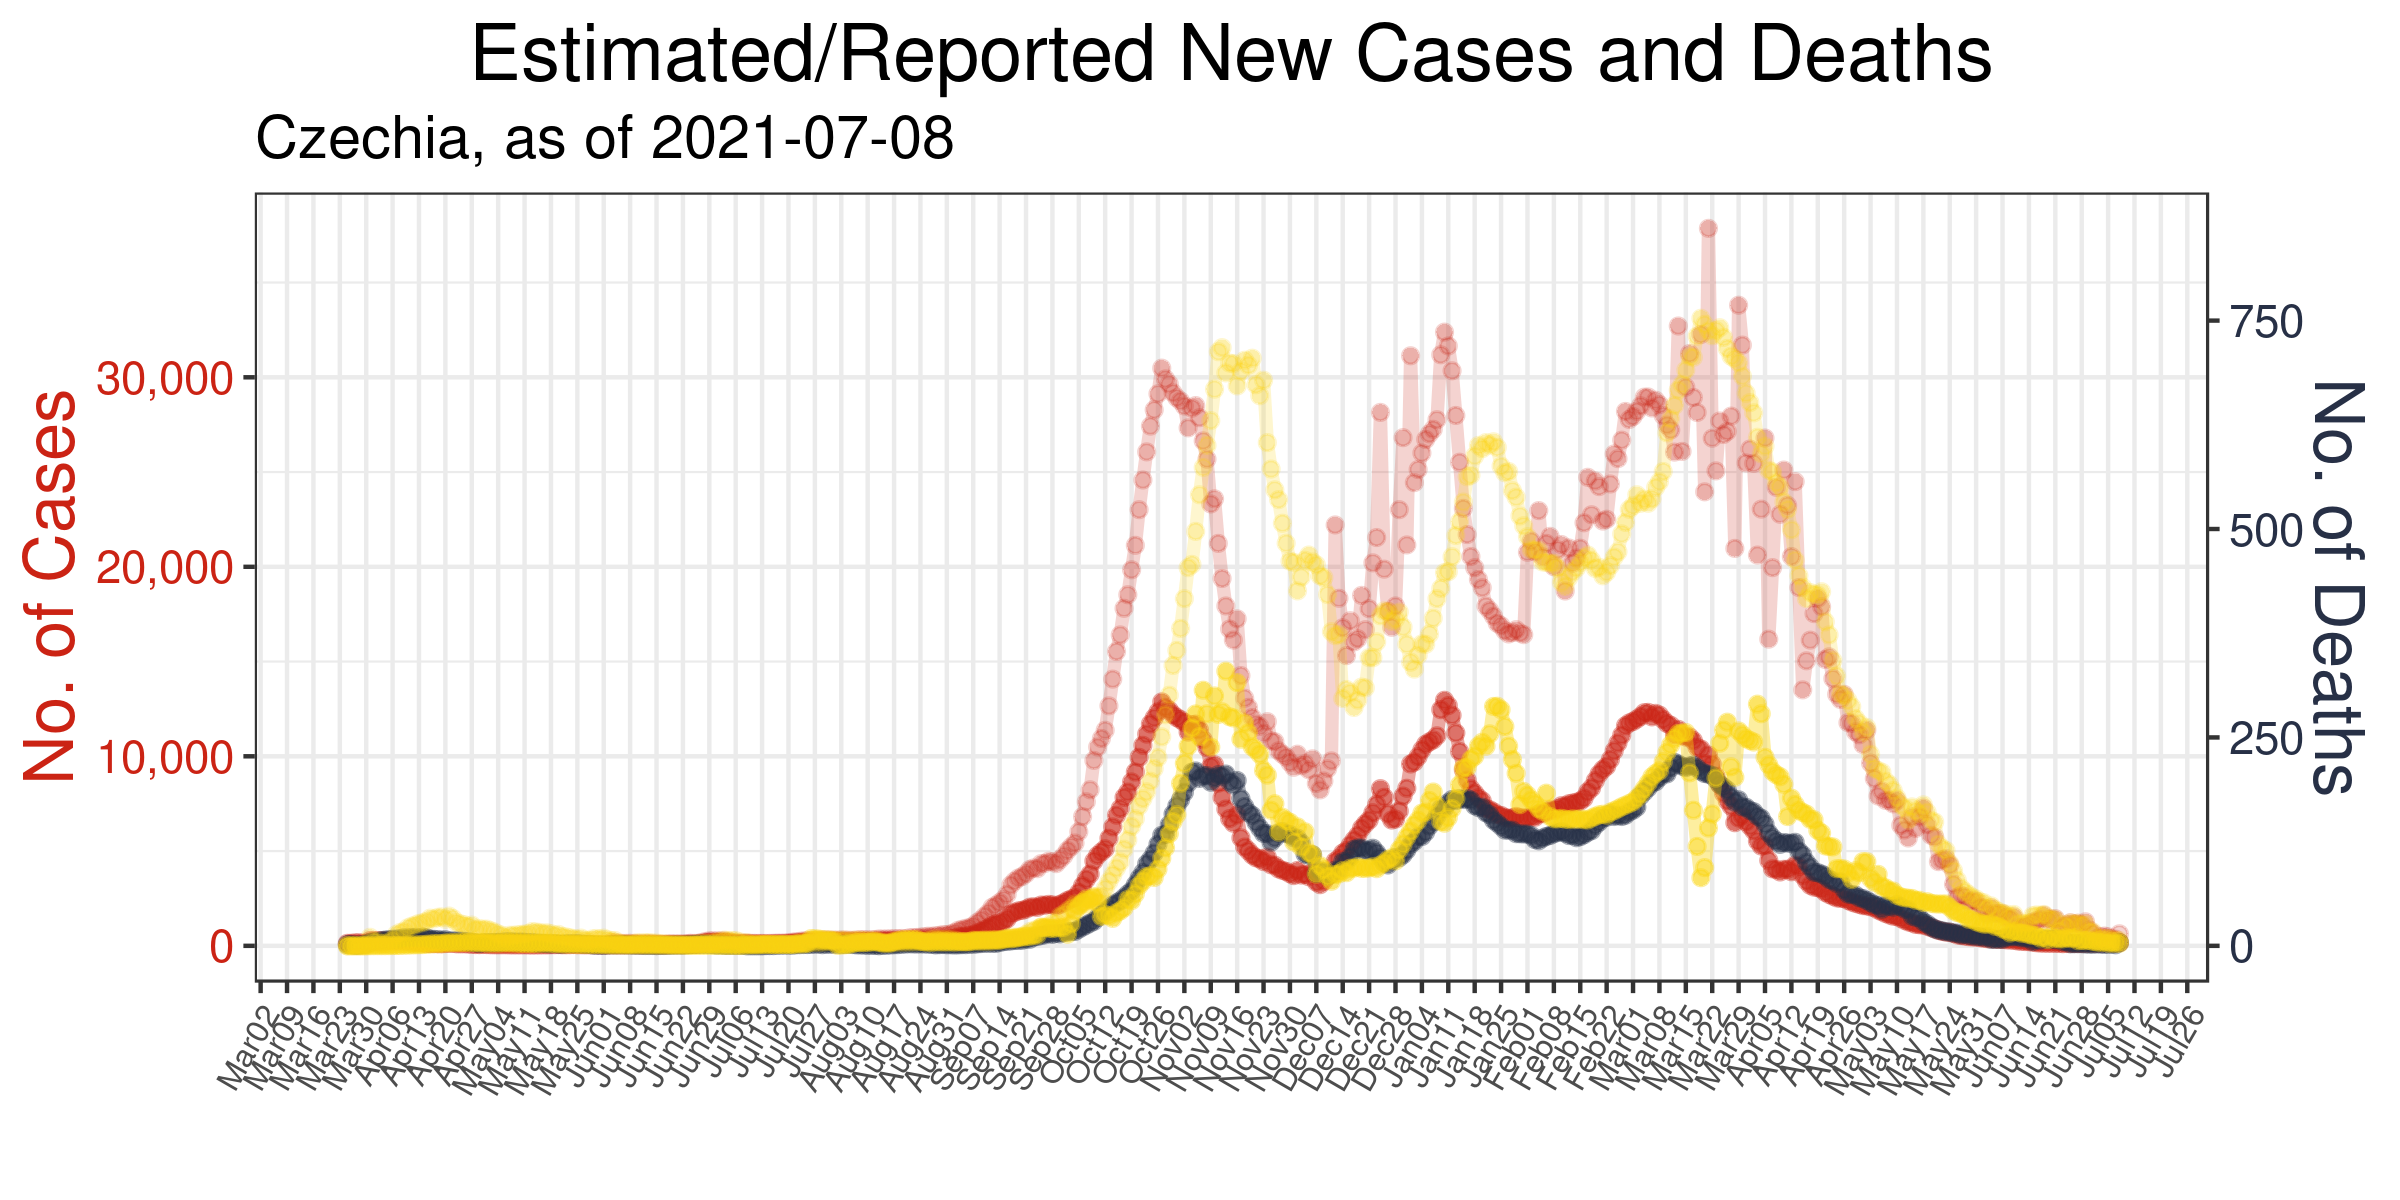 Estimated/Reported New Cases and Deaths
Czechia, as of 2021-07-08
No. of Cases
30,000
20,000
10,000
0
No. of Deaths
750
500
250
0
Mar02
Mar09
Mar16
Mar23
Mar30
Apr06
Apr13
Apr20
Apr27
May04
May11
May18
May25
Jun01
Jun08
Jun15
Jun22
Jun29
Jul06
Jul13
Jul20
Jul27
Aug03
Aug10
Aug17
Aug24
Aug31
Sep07
Sep14
Sep21
Sep28
Oct05
Oct12
Oct19
Oct26
Nov02
Nov09
Nov16
Nov23
Nov30
Dec07
Dec14
Dec21
Dec28
Jan04
Jan11
Jan18
Jan25
Feb01
Feb08
Feb15
Feb22
Mar01
Mar08
Mar15
Mar22
Mar29
Apr05
Apr12
Apr19
Apr26
May03
May10
May17
May24
May31
Jun07
Jun14
Jun21
Jun28
Jul05
Jul12
Jul19
Jul26